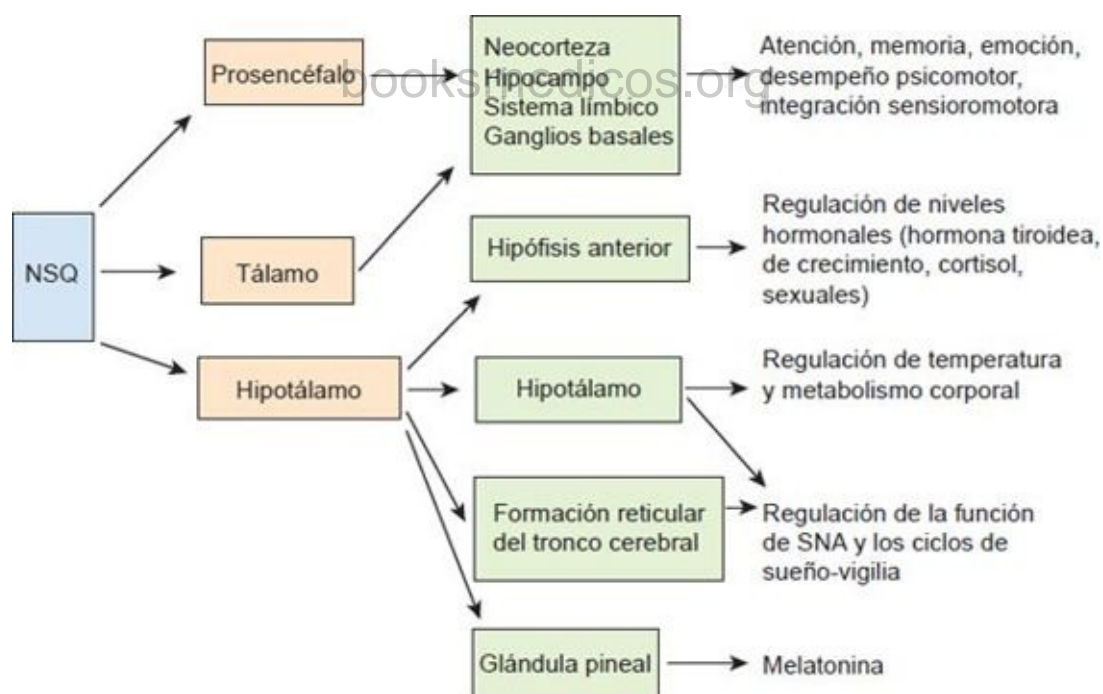 Neocorteza
Hipocampo
Sistema límbico
Ganglios basales
Prosencéfalo
booksmedicos.org
Atención, memoria, emoción,
desempeño psicomotor,
integración sensioromotora
NSQ
Tálamo
Hipófisis anterior
Regulación de niveles
hormonales (hormona tiroidea,
de crecimiento, cortisol,
sexuales)
Hipotálamo
Hipotálamo
Regulación de temperatura
y metabolismo corporal
Formación reticular
del tronco cerebral
Regulación de la función
de SNA y los ciclos de
sueño-vigilia
Glándula pineal
Melatonina